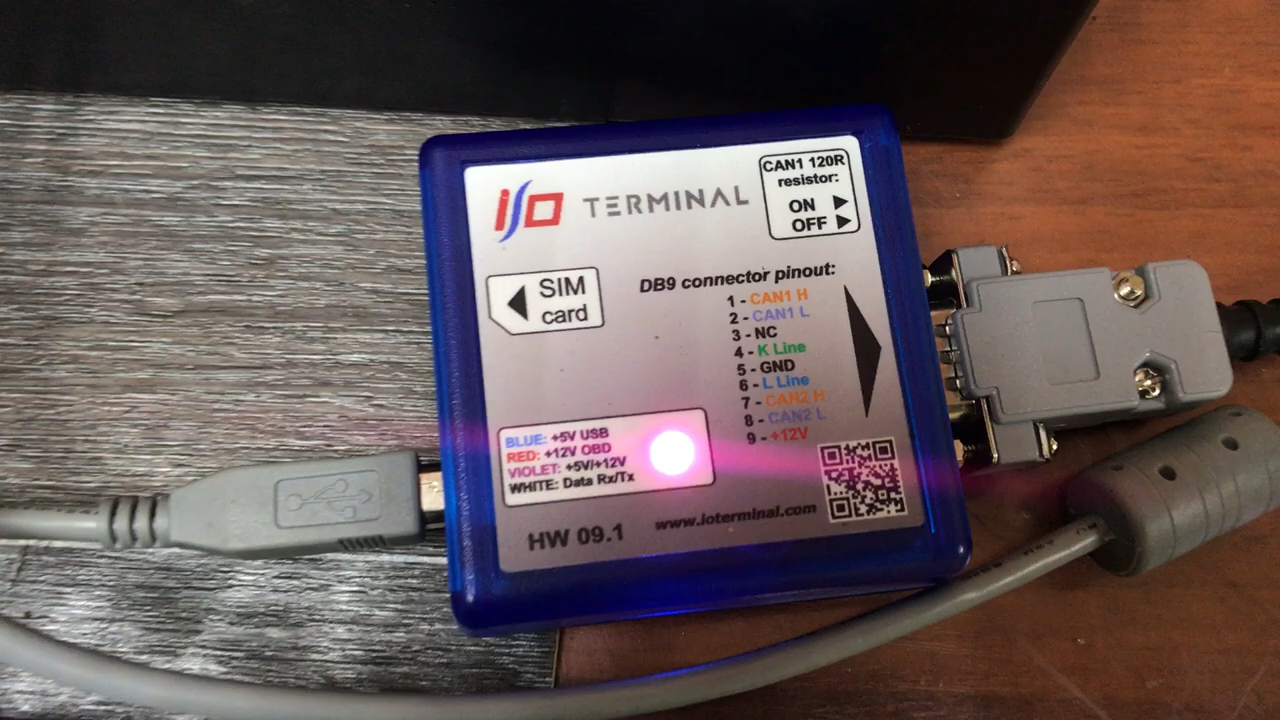 I/O TERMINAL
CAN1 120R
resistor:
ON
OFF
SIM
card
DB9 connector pinout:
1 - CAN1 H
2 - CAN1 L
3 - NC
4 - K Line
5 - GND
6 - L Line
7 - CAN2 H
8 - CAN2 L
9 - +12V
BLUE: +5V USB
RED: +12V OBD
VIOLET: +5V/+12V
WHITE: Data Rx/Tx
HW 09.1
www.ioterminal.com